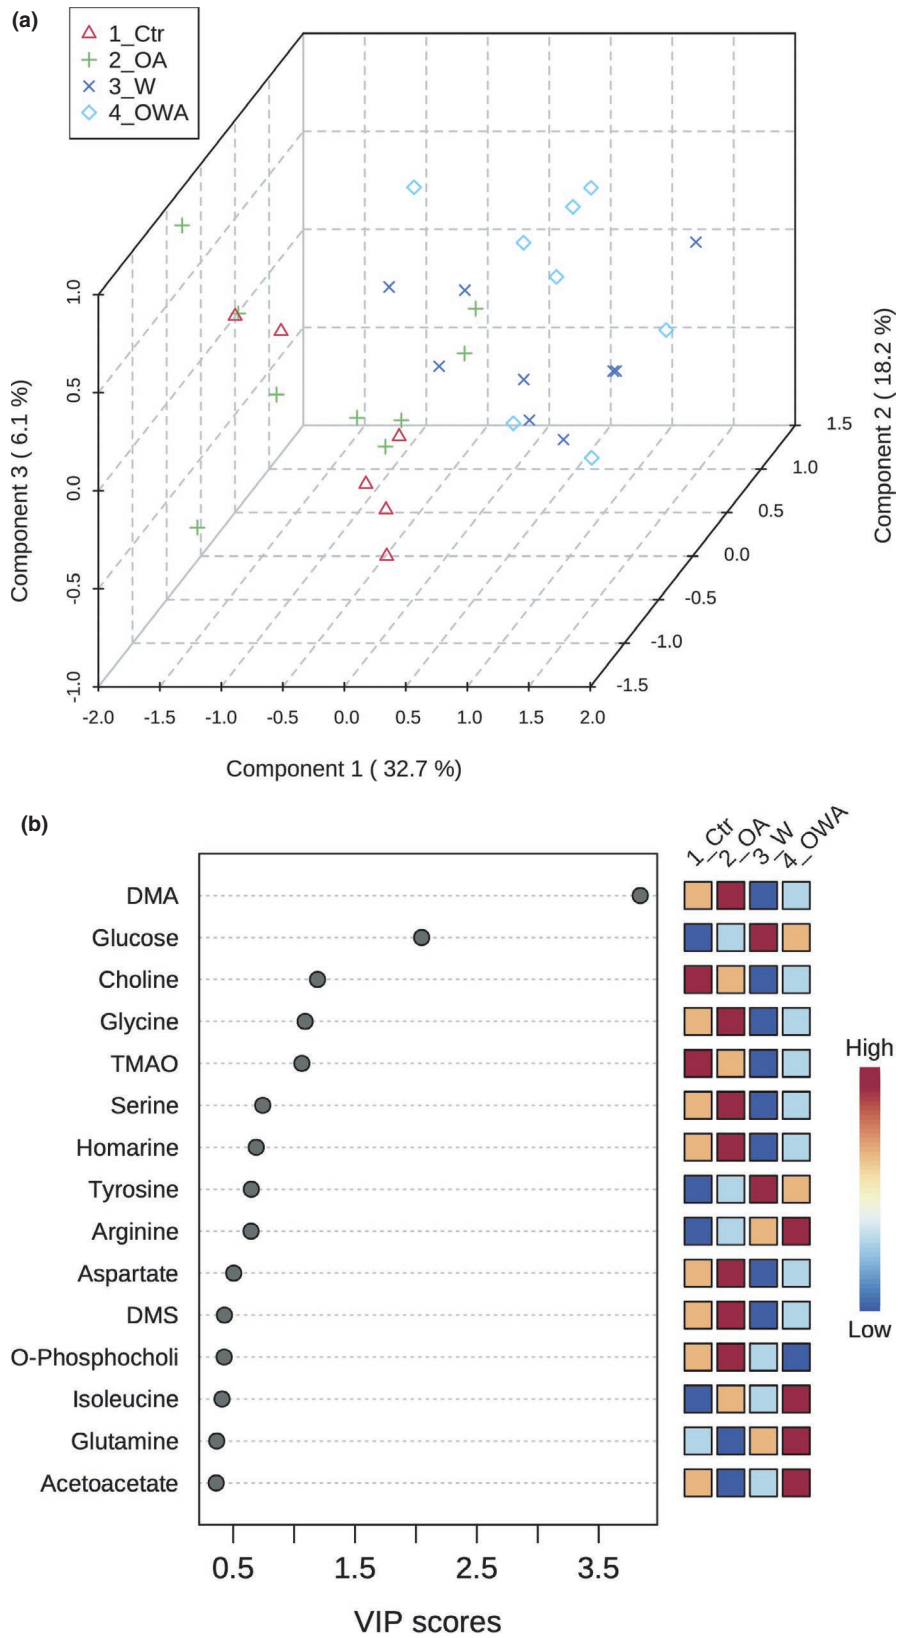 (a)
1_Ctr
2_OA
3_W
4_OWA
Component 3 ( 6.1 %)
1.0
0.5
0.0
-0.5
-1.0
-2.0 -1.5 -1.0 -0.5 0.0 0.5 1.0 1.5 2.0
Component 1 ( 32.7 %)
1.5
1.0
0.5
0.0
-0.5
-1.0
-1.5
Component 2 ( 18.2 %)
(b)
1_Ctr 2_OA 3_W 4_OWA
DMA
Glucose
Choline
Glycine
TMAO
Serine
Homarine
Tyrosine
Arginine
Aspartate
DMS
O-Phosphocholi
Isoleucine
Glutamine
Acetoacetate
High
Low
0.5 1.5 2.5 3.5
VIP scores